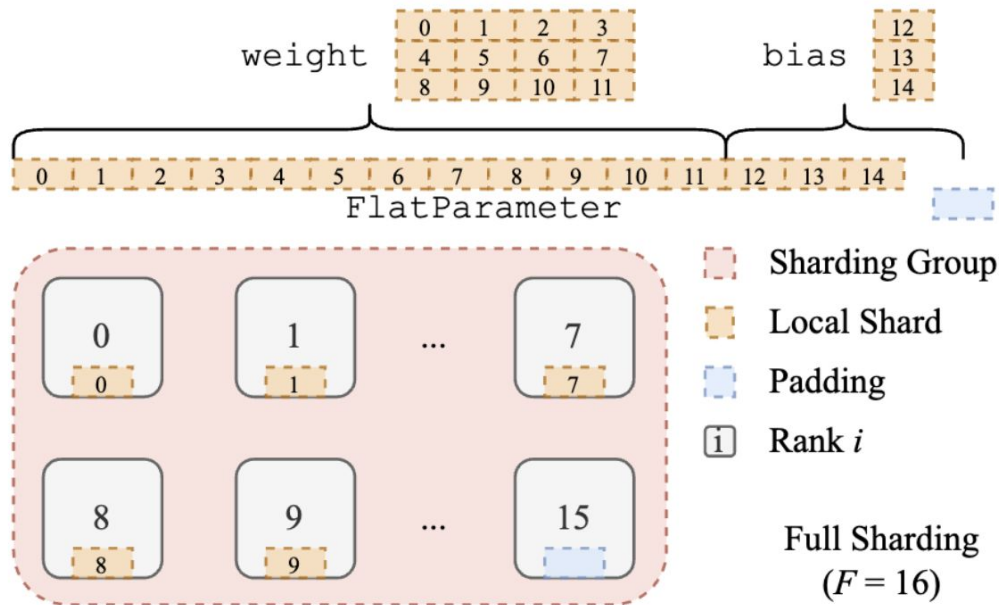 0 1 2 3 12
weight 4 5 6 7 bias 13
8 9 10 11 14
0 1 2 3 4 5 6 7 8 9 10 11 12 13 14
FlatParameter
0 1 ... 7
0 1 7
8 9 ... 15
8 9
Sharding Group
Local Shard
Padding
i Rank i
Full Sharding
(F = 16)